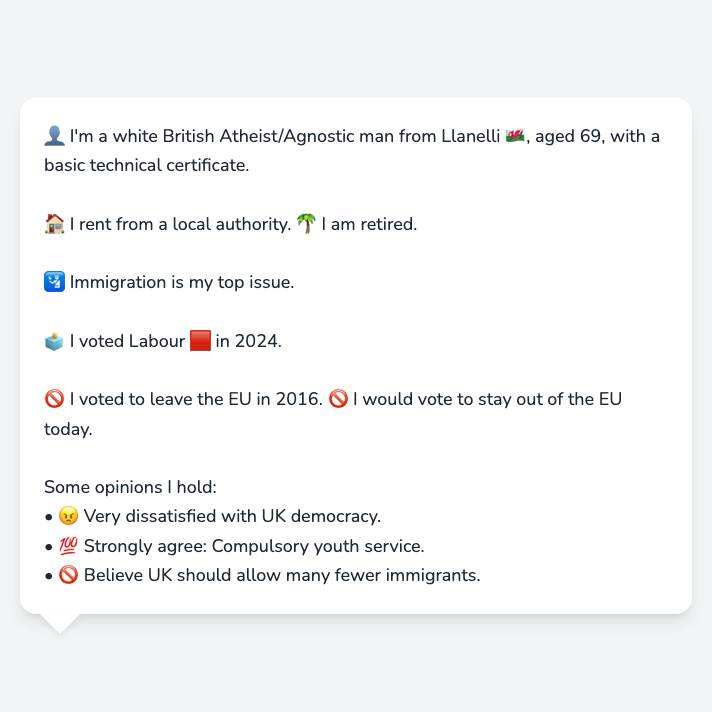 👤 I'm a white British Atheist/Agnostic man from Llanelli 🏴󠁧󠁢󠁷󠁬󠁳󠁿, aged 69, with a
basic technical certificate.
🏠 I rent from a local authority. 🌴 I am retired.
🛂 Immigration is my top issue.
🗳️ I voted Labour 🟥 in 2024.
🚫 I voted to leave the EU in 2016. 🚫 I would vote to stay out of the EU
today.
Some opinions I hold:
• 😠 Very dissatisfied with UK democracy.
• 💯 Strongly agree: Compulsory youth service.
• 🚫 Believe UK should allow many fewer immigrants.